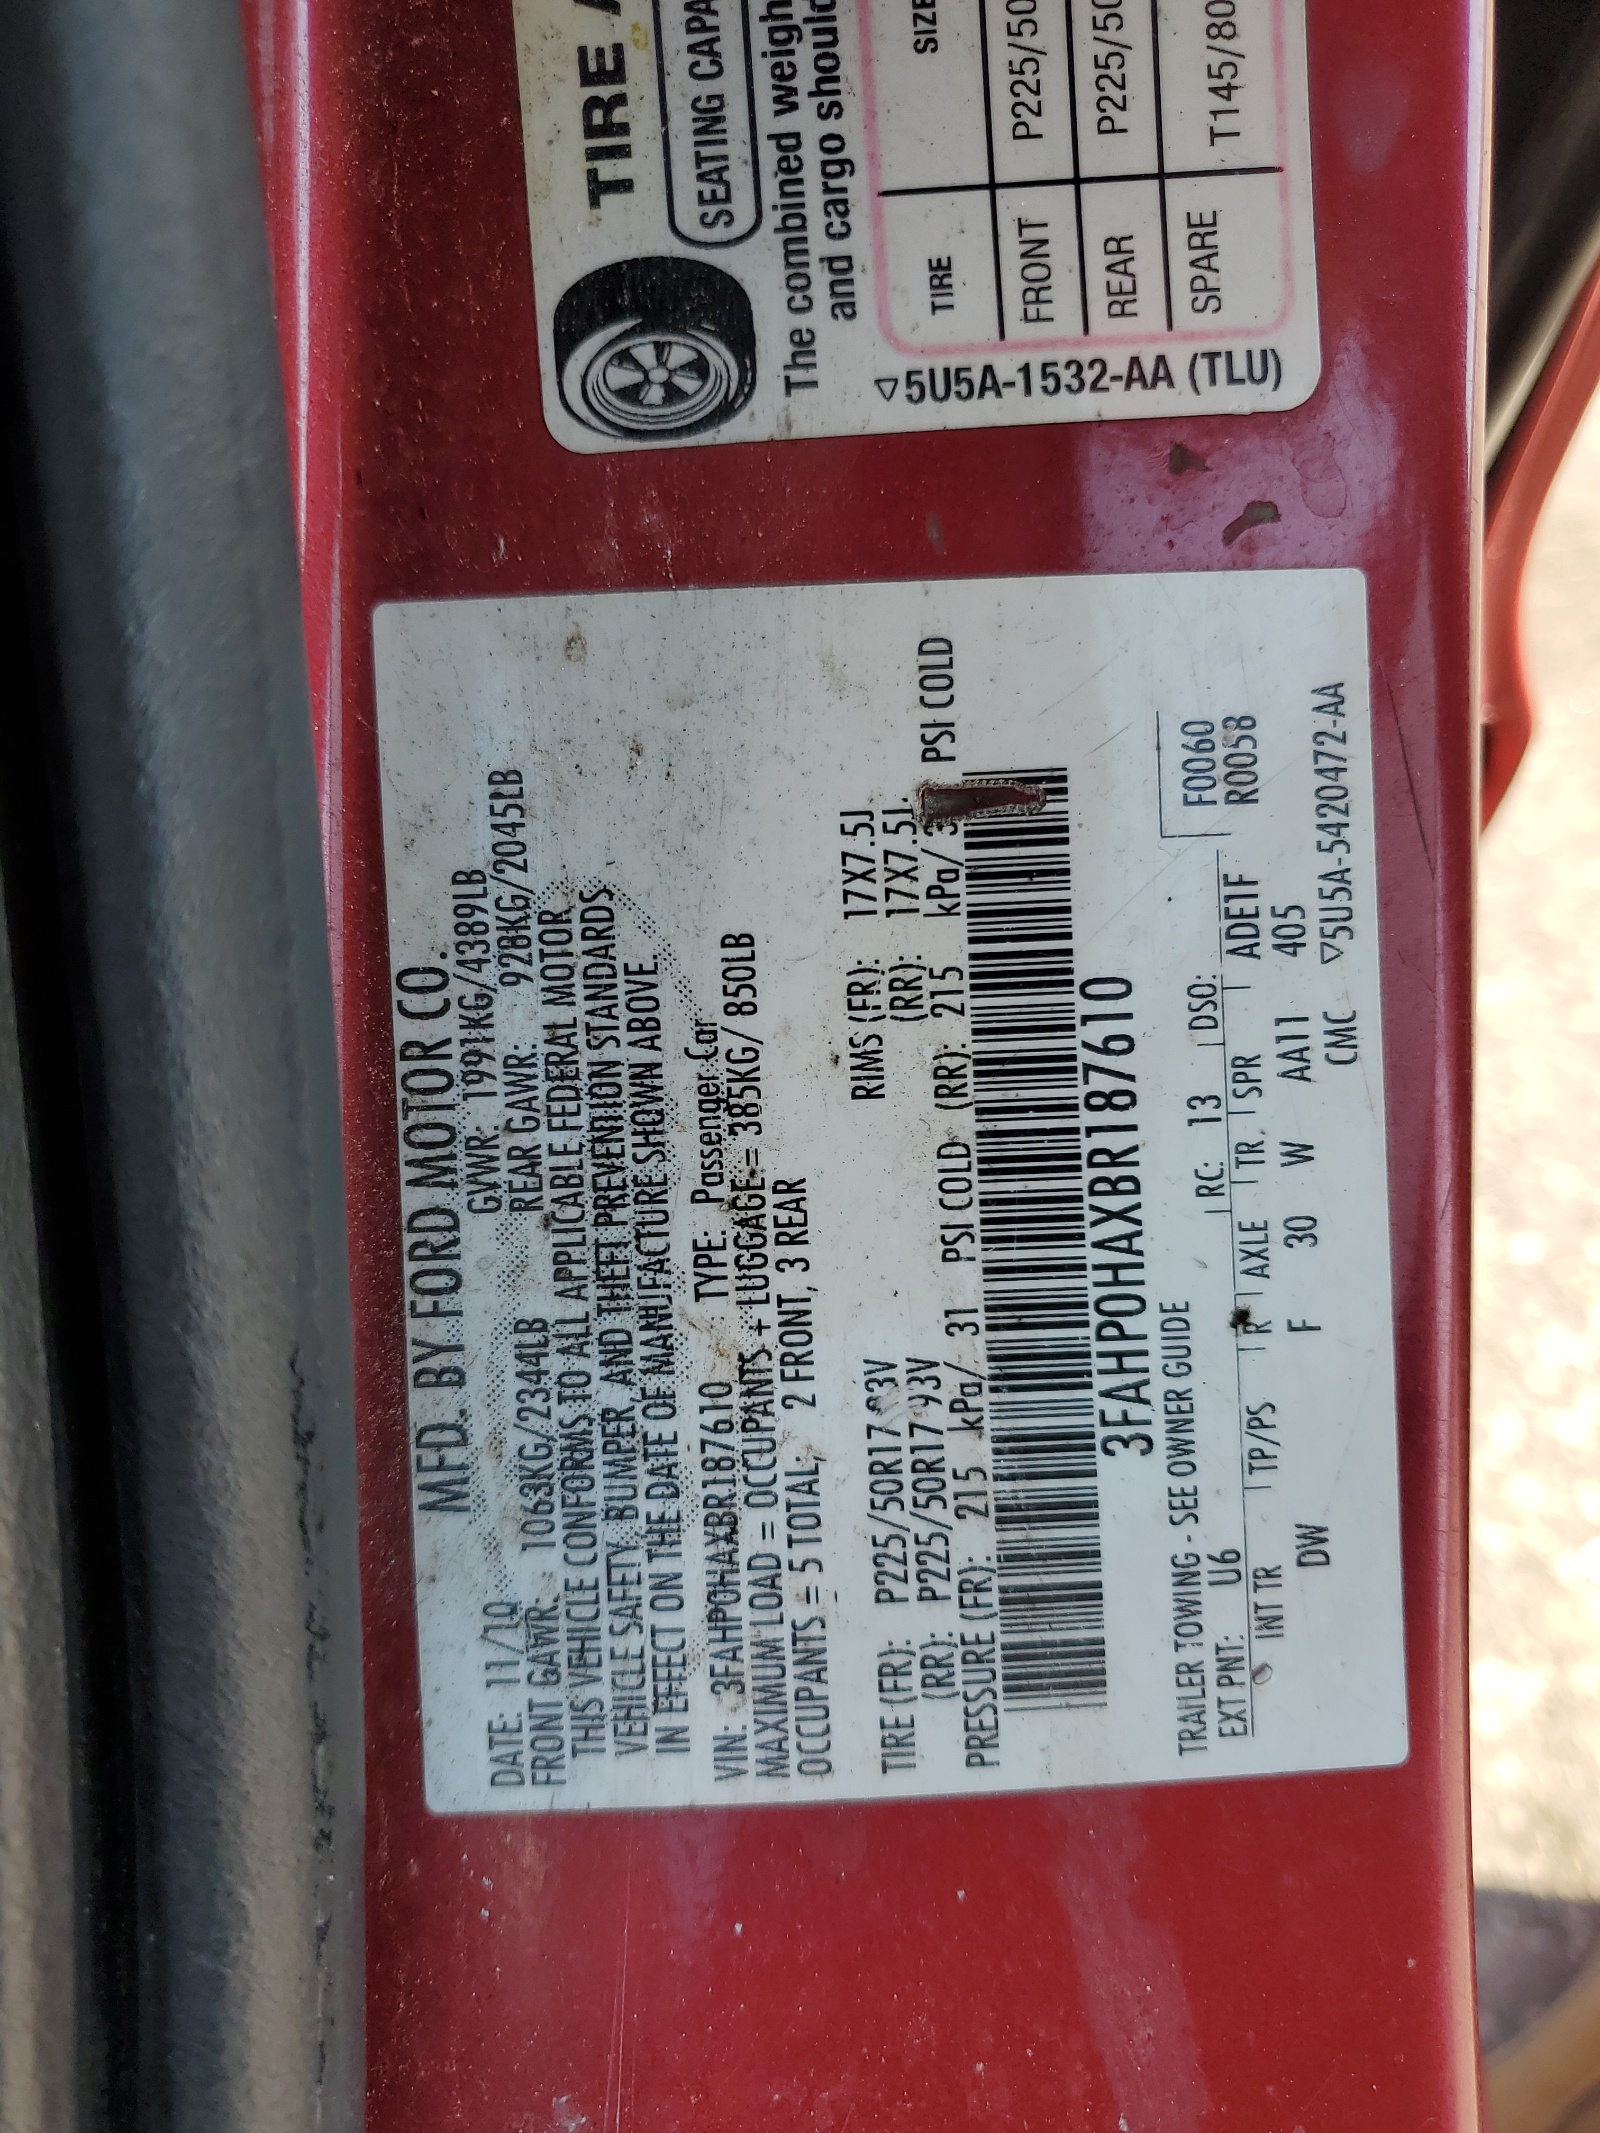 MFD. BY FORD MOTOR CO.
DATE: 11/10 GVWR: 1991KG/4389LB
FRONT GAWR: 1063KG/2344LB REAR GAWR: 928KG/2045LB
THIS VEHICLE CONFORMS TO ALL APPLICABLE FEDERAL MOTOR
VEHICLE SAFETY, BUMPER, AND THEFT PREVENTION STANDARDS
IN EFFECT ON THE DATE OF MANUFACTURE SHOWN ABOVE.
VIN: 3FAHP0HAXBR187610 TYPE: Passenger Car
MAXIMUM LOAD = OCCUPANTS + LUGGAGE = 385KG/ 850LB
OCCUPANTS = 5 TOTAL, 2 FRONT, 3 REAR
TIRE (FR): P225/50R17 93V RIMS (FR): 17X7.5J
(RR): P225/50R17 93V (RR): 17X7.5J
PRESSURE (FR): 215 kPa/ 31 PSI COLD (RR): 215 kPa/ PSI COLD
3FAHP0HAXBR187610
TRAILER TOWING - SEE OWNER GUIDE
EXT PNT: U6 RC: 13 DSO: F0060
INT TR TP/PS R AXLE TR SPR ADE1F R0058
DW F 30 W AA11 405
CMC ▽5U5A-5420472-AA
TIRE
SEATING CAPA
The combined weigh
and cargo should
TIRE SIZE
FRONT P225/50
REAR P225/50
SPARE T145/80
▽5U5A-1532-AA (TLU)